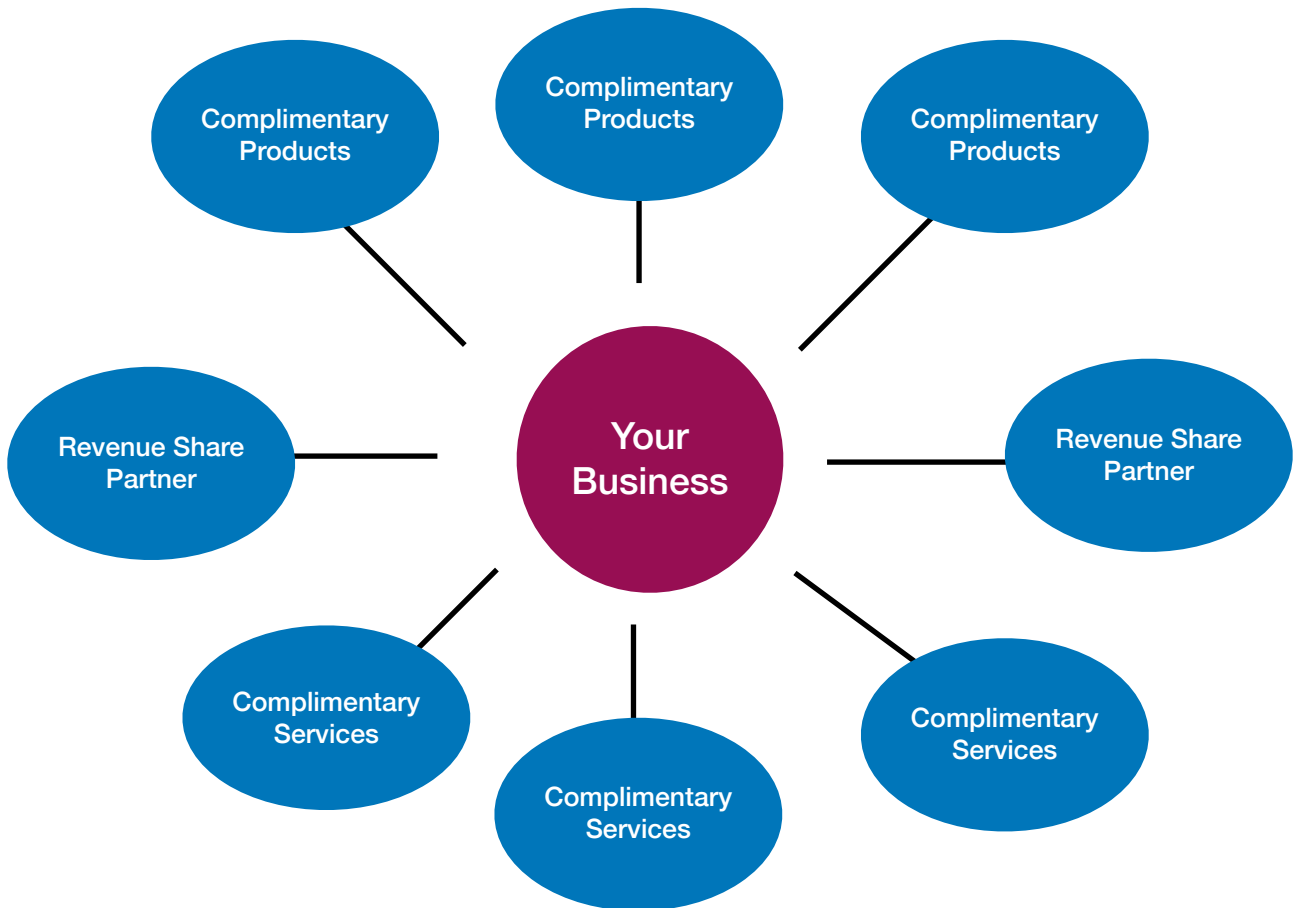 Complimentary
Products
Complimentary
Products
Complimentary
Products
Revenue Share
Partner
Your
Business
Revenue Share
Partner
Complimentary
Services
Complimentary
Services
Complimentary
Services